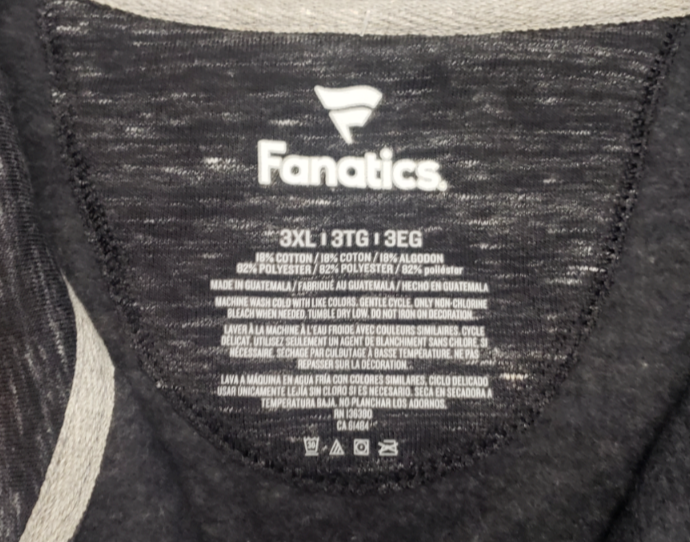 Fanatics.
3XL | 3TG | 3EG
18% COTTON / 18% COTON / 18% ALGODON
82% POLYESTER / 82% POLYESTER / 82% poliéster
MADE IN GUATEMALA / FABRIQUÉ AU GUATEMALA / HECHO EN GUATEMALA
MACHINE WASH COLD WITH LIKE COLORS. GENTLE CYCLE. ONLY NON-CHLORINE
BLEACH WHEN NEEDED. TUMBLE DRY LOW. DO NOT IRON ON DECORATION.
LAVER À LA MACHINE À L'EAU FROIDE AVEC COULEURS SIMILAIRES. CYCLE
DÉLICAT. UTILISEZ SEULEMENT UN AGENT DE BLANCHIMENT SANS CHLORE SI
NÉCESSAIRE. SÉCHAGE PAR CULBUTAGE À BASSE TEMPÉRATURE. NE PAS
REPASSER SUR LA DÉCORATION.
LAVA A MÁQUINA EN AGUA FRÍA CON COLORES SIMILARES. CICLO DELICADO
USAR ÚNICAMENTE LEJÍA SIN CLORO SI ES NECESARIO. SECA EN SECADORA A
TEMPERATURA BAJA. NO PLANCHA LOS ADORNOS.
RN 136380
CA 61484